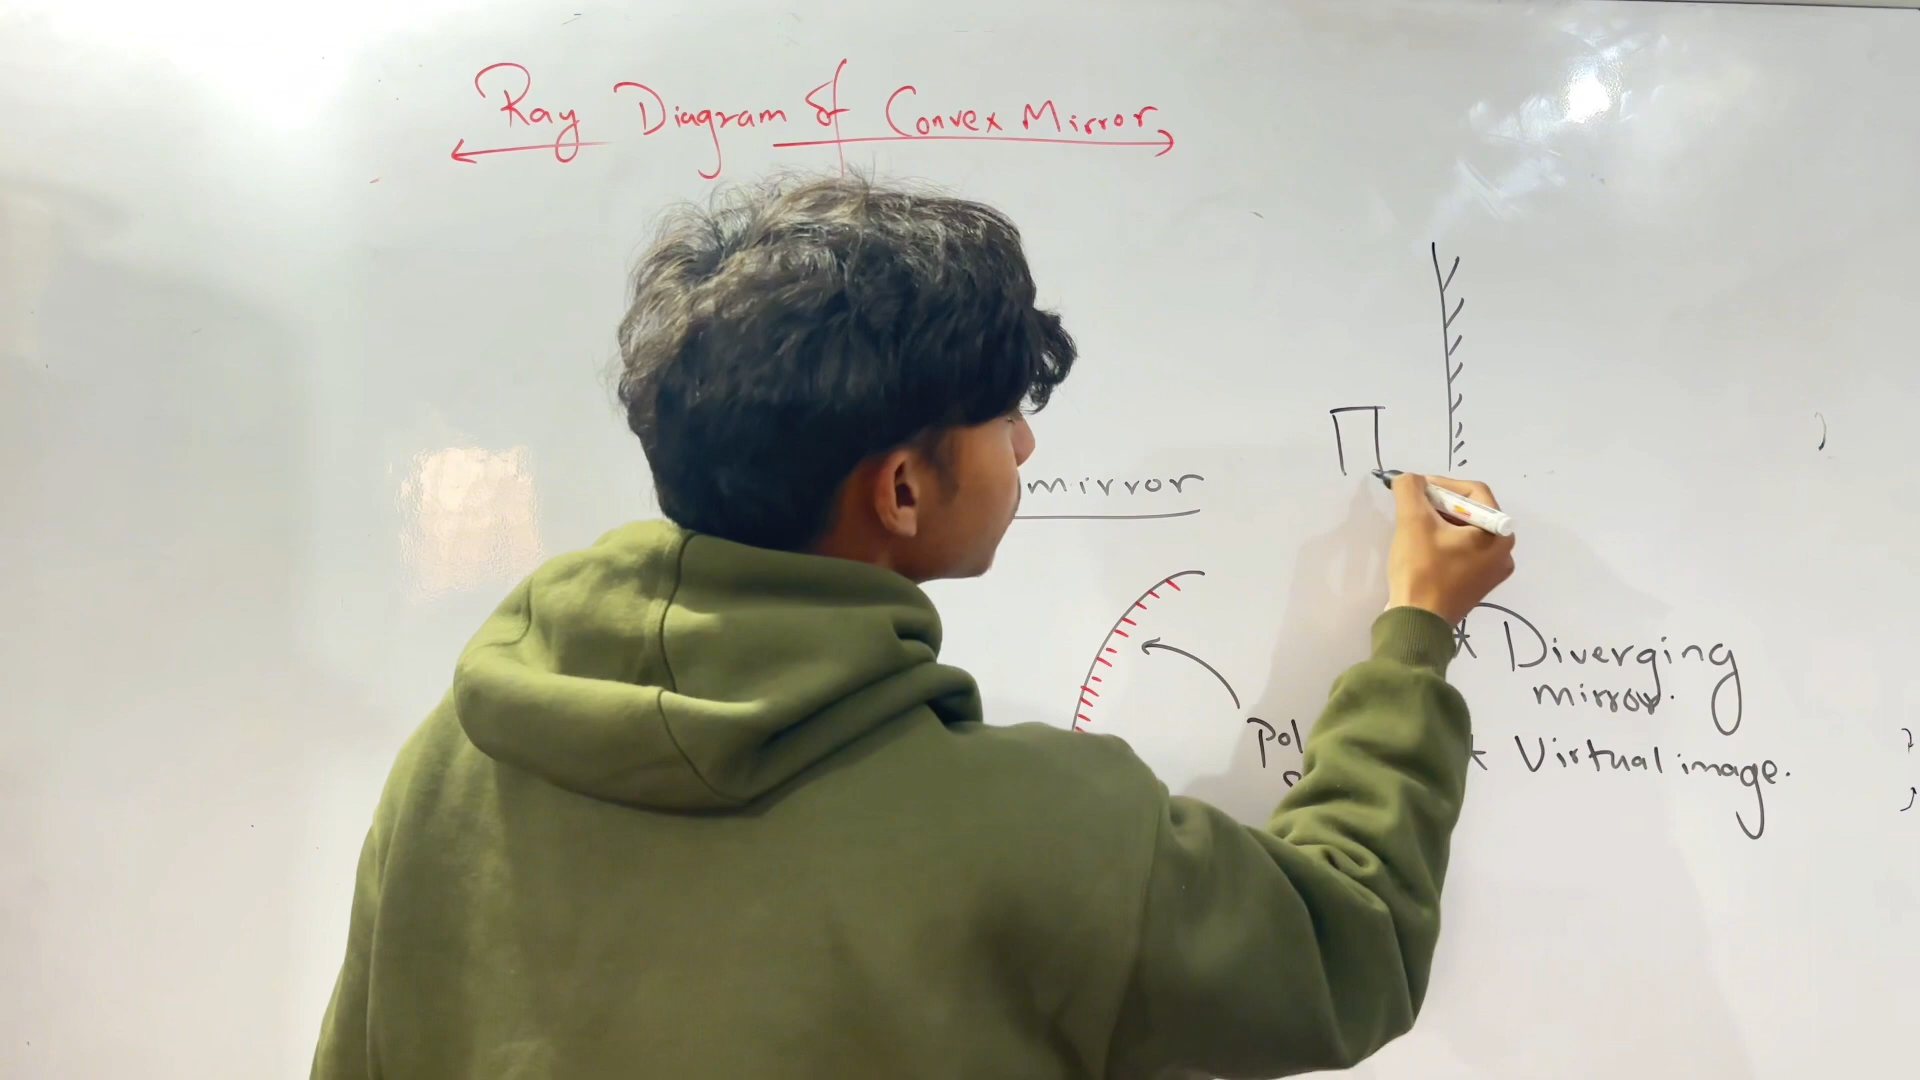 Ray Diagram of Convex Mirror
mirror
* Diverging
mirror.
* Virtual image.